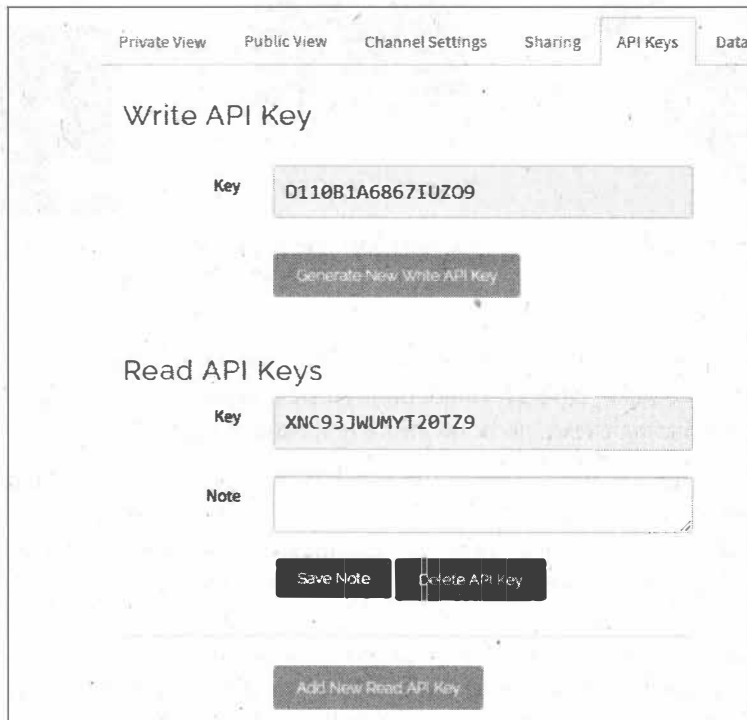 Private View Public View Channel Settings Sharing API Keys Data
Write API Key
Key D110B1A6867IUZO9
Generate New Write API Key
Read API Keys
Key XNC93JWUMYT20TZ9
Note
Save Note Delete API Key
Add New Read API Key